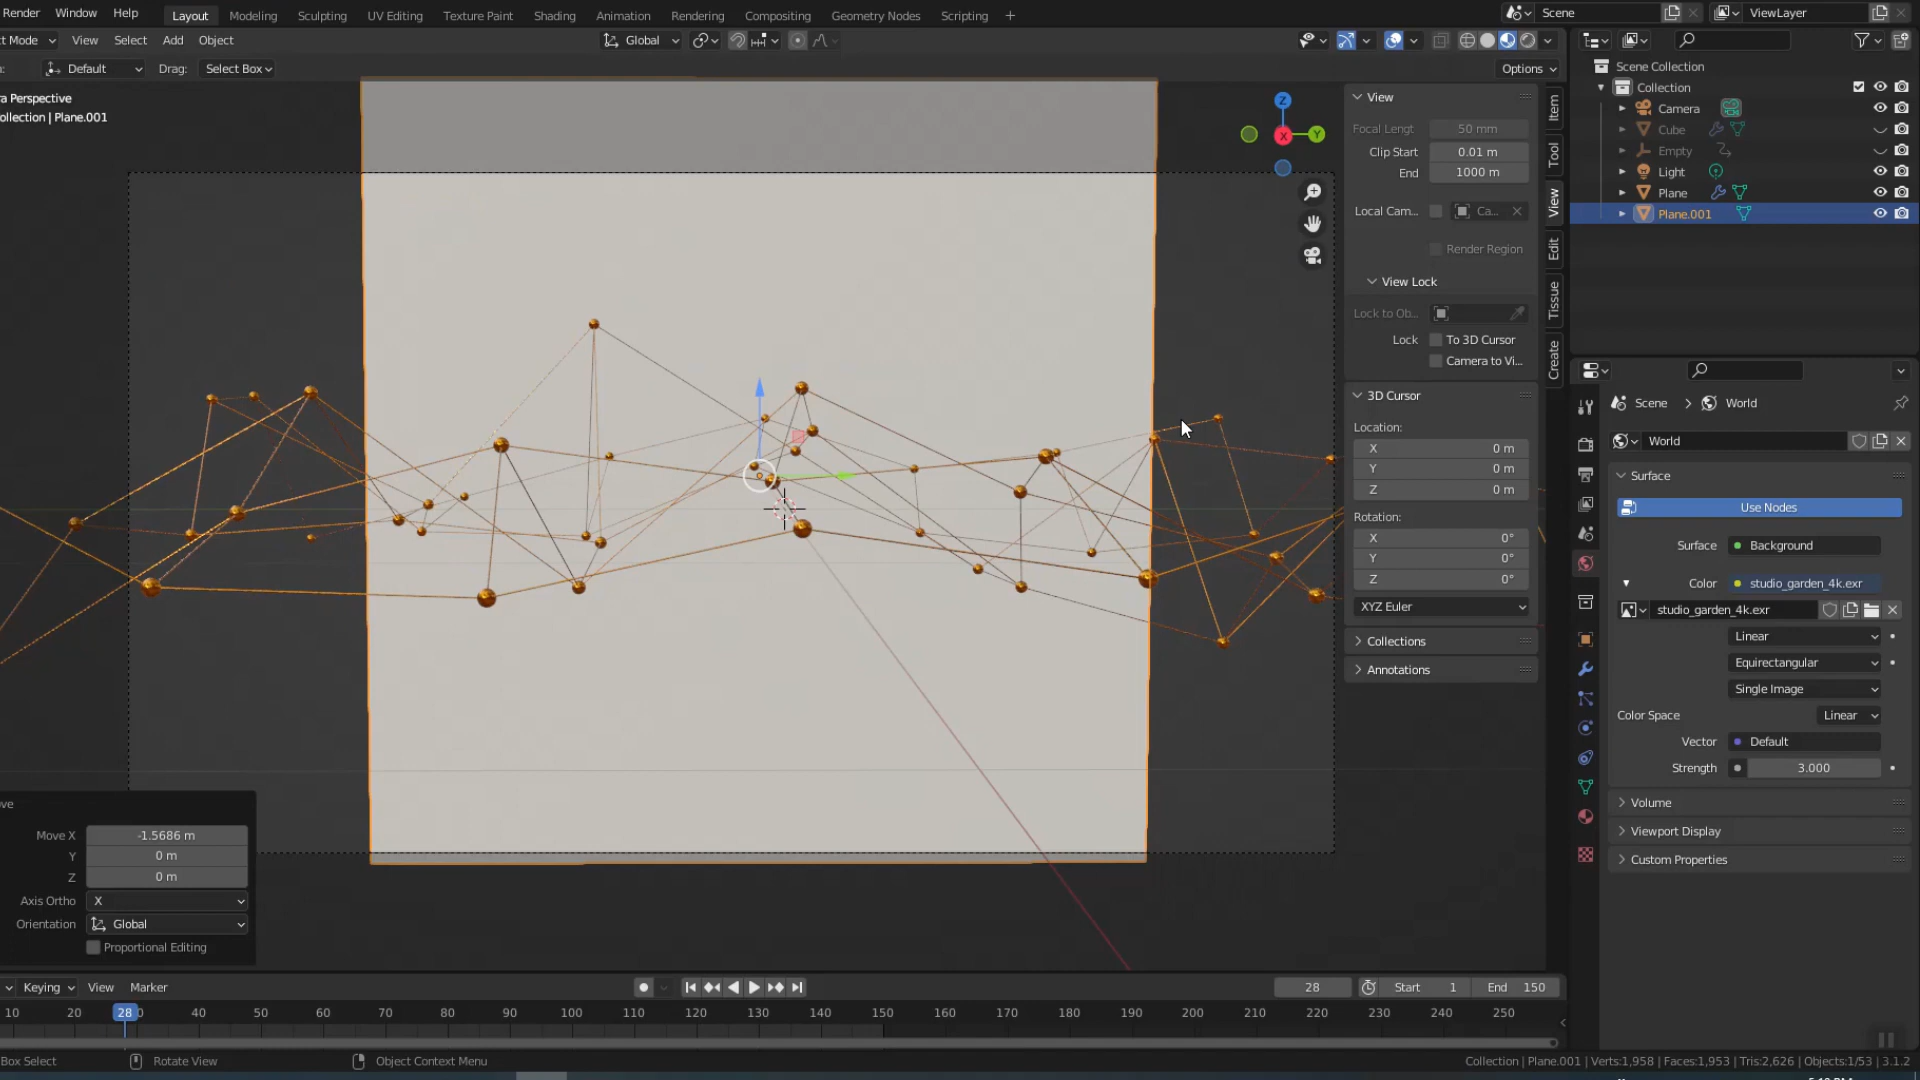 Render Window Help Layout Modeling Sculpting UV Editing Texture Paint Shading Animation Rendering Compositing Geometry Nodes Scripting + Scene ViewLayer
ct Mode View Select Add Object Global
Default Drag: Select Box Options
a Perspective
ollection | Plane.001
Z
X
Y
View
Focal Lengt 50 mm
Clip Start 0.01 m
End 1000 m
Local Cam... Ca...
Render Region
View Lock
Lock to Ob...
Lock To 3D Cursor
Camera to Vi...
3D Cursor
Location:
X 0 m
Y 0 m
Z 0 m
Rotation:
X 0°
Y 0°
Z 0°
XYZ Euler
Collections
Annotations
Item
Tool
View
Edit
Tissue
Create
Scene Collection
Collection
Camera
Cube
Empty
Light
Plane
Plane.001
Scene > World
World
Surface
Use Nodes
Surface Background
Color studio_garden_4k.exr
studio_garden_4k.exr
Linear
Equirectangular
Single Image
Color Space Linear
Vector Default
Strength 3.000
Volume
Viewport Display
Custom Properties
ove
Move X -1.5686 m
Y 0 m
Z 0 m
Axis Ortho X
Orientation Global
Proportional Editing
Keying View Marker 28 Start 1 End 150
10 20 28 40 50 60 70 80 90 100 110 120 130 140 150 160 170 180 190 200 210 220 230 240 250
Box Select Rotate View Object Context Menu Collection | Plane.001 | Verts:1,958 | Faces:1,953 | Tris:2,626 | Objects:1/53 | 3.1.2